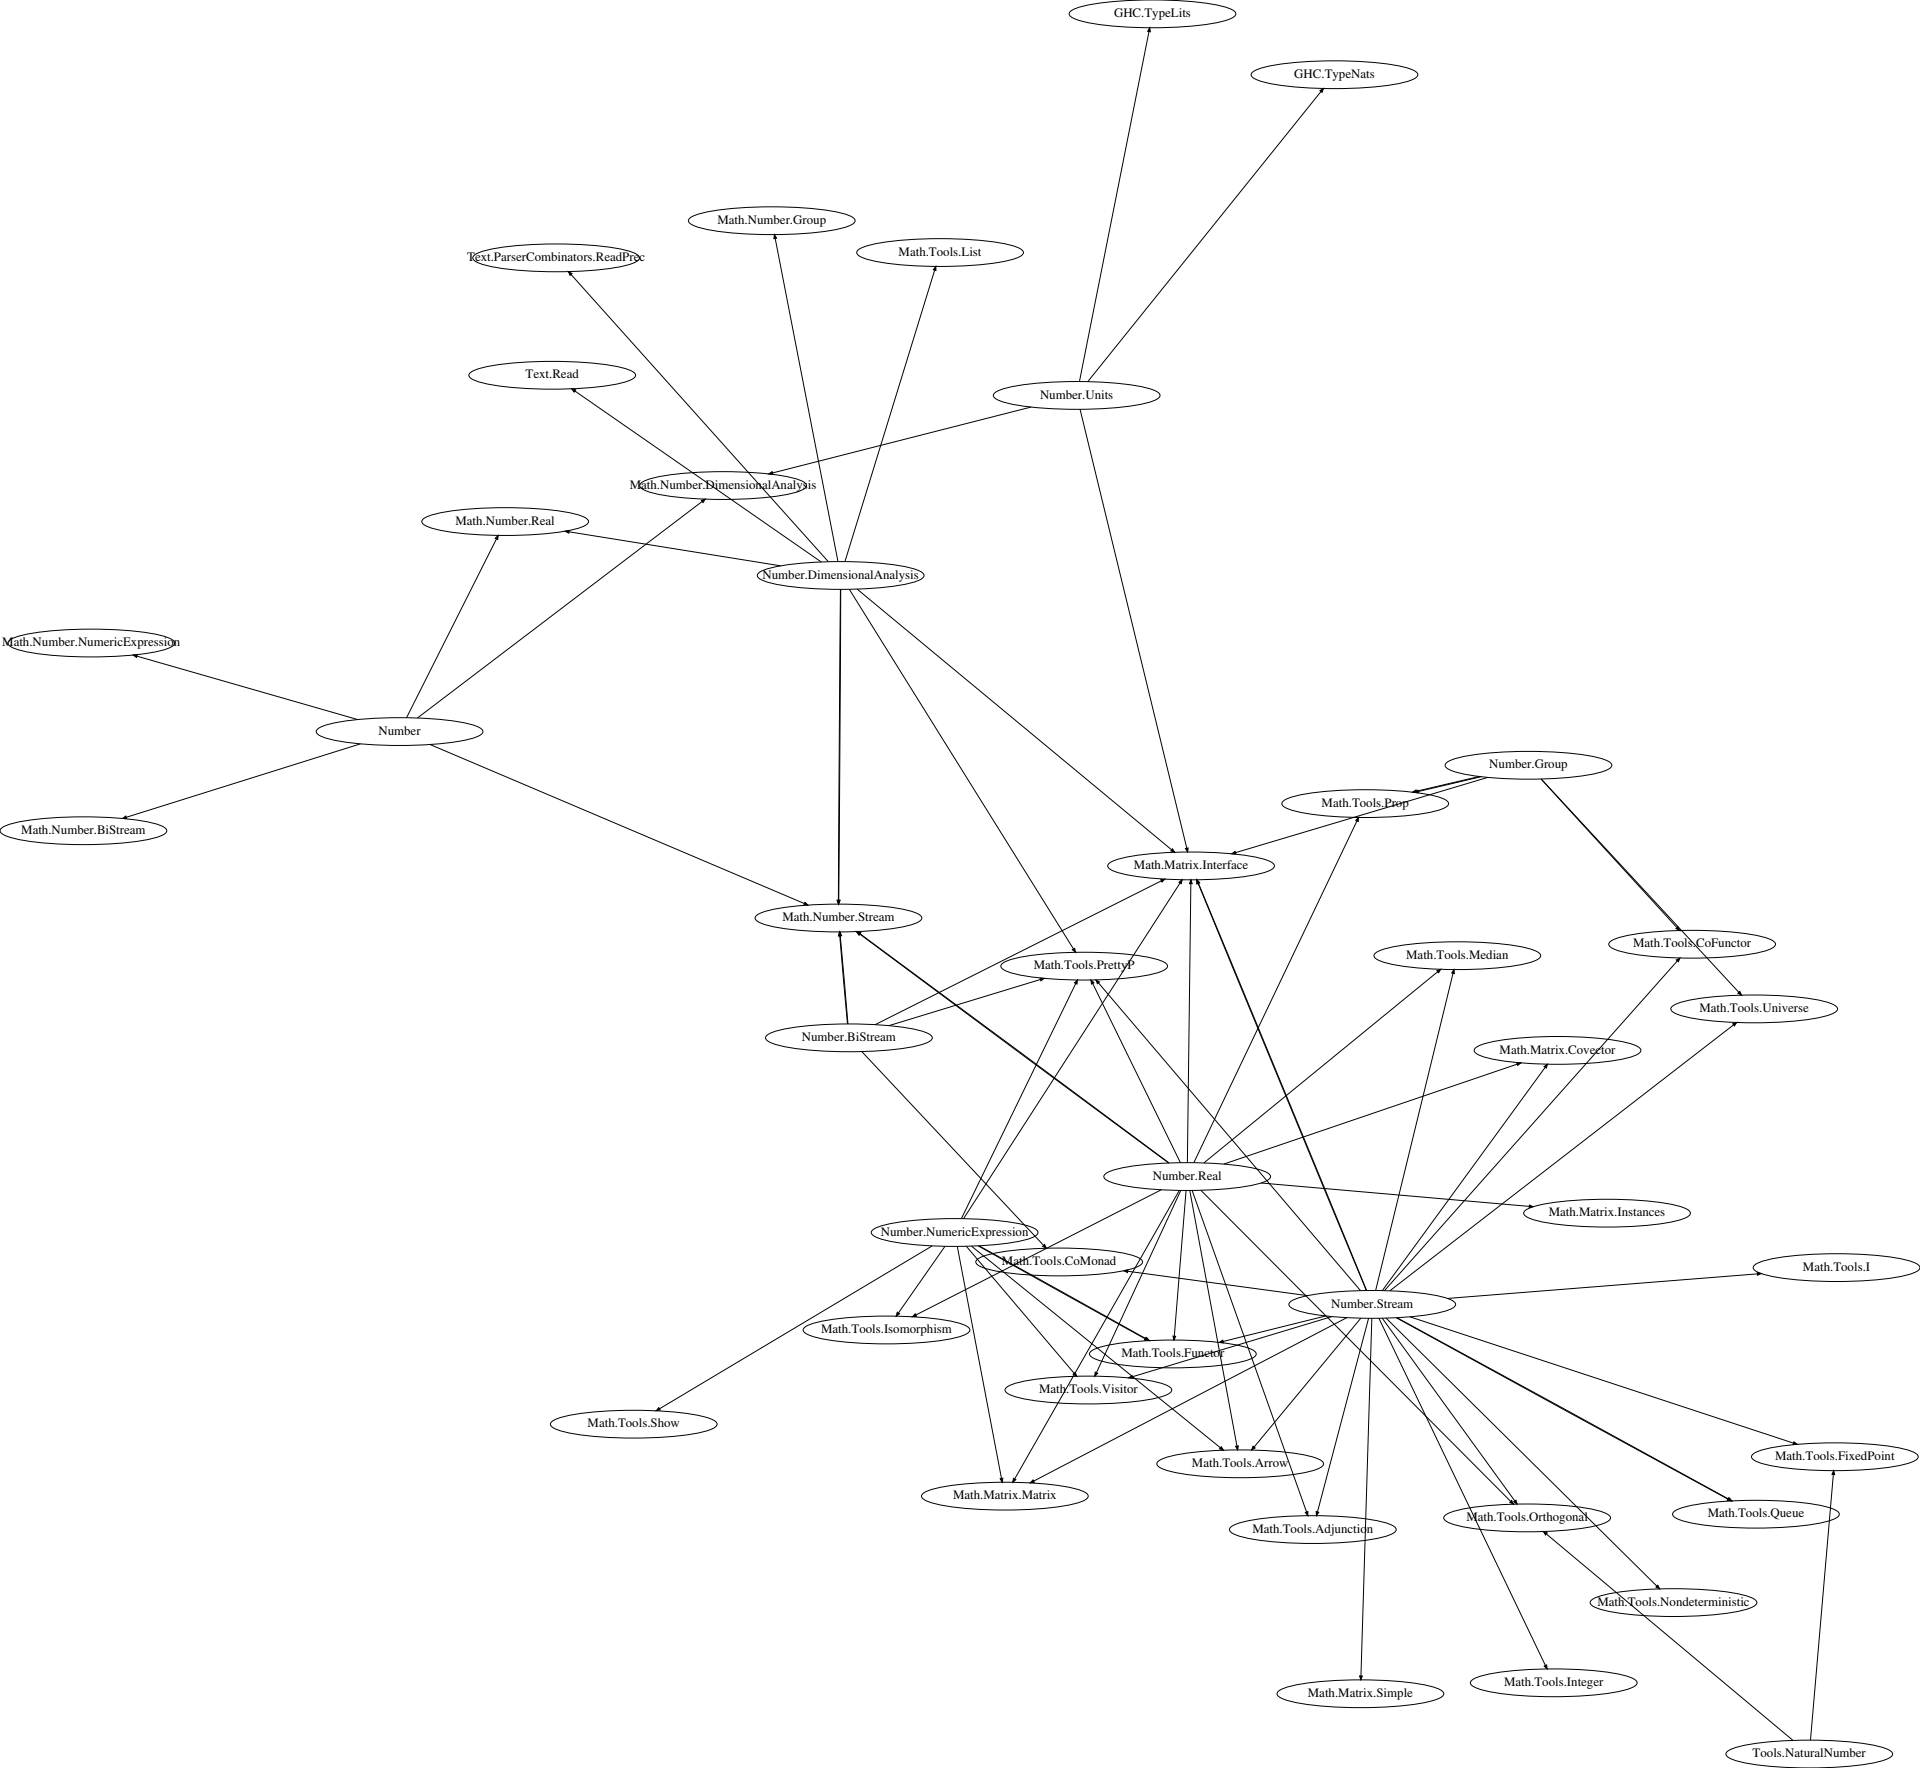 GHC.TypeLits
GHC.TypeNats
Math.Number.Group
Math.Tools.List
Text.ParserCombinators.ReadPrec
Text.Read
Number.Units
Math.Number.DimensionalAnalysis
Math.Number.Real
Number.DimensionalAnalysis
Math.Number.NumericExpression
Number
Number.Group
Math.Tools.Prop
Math.Number.BiStream
Math.Matrix.Interface
Math.Number.Stream
Math.Tools.CoFunctor
Math.Tools.Median
Math.Tools.PrettyP
Math.Tools.Universe
Number.BiStream
Math.Matrix.Covector
Number.Real
Math.Matrix.Instances
Number.NumericExpression
Math.Tools.CoMonad
Math.Tools.I
Number.Stream
Math.Tools.Isomorphism
Math.Tools.Functor
Math.Tools.Visitor
Math.Tools.Show
Math.Tools.FixedPoint
Math.Tools.Arrow
Math.Matrix.Matrix
Math.Tools.Queue
Math.Tools.Orthogonal
Math.Tools.Adjunction
Math.Tools.Nondeterministic
Math.Tools.Integer
Math.Matrix.Simple
Tools.NaturalNumber